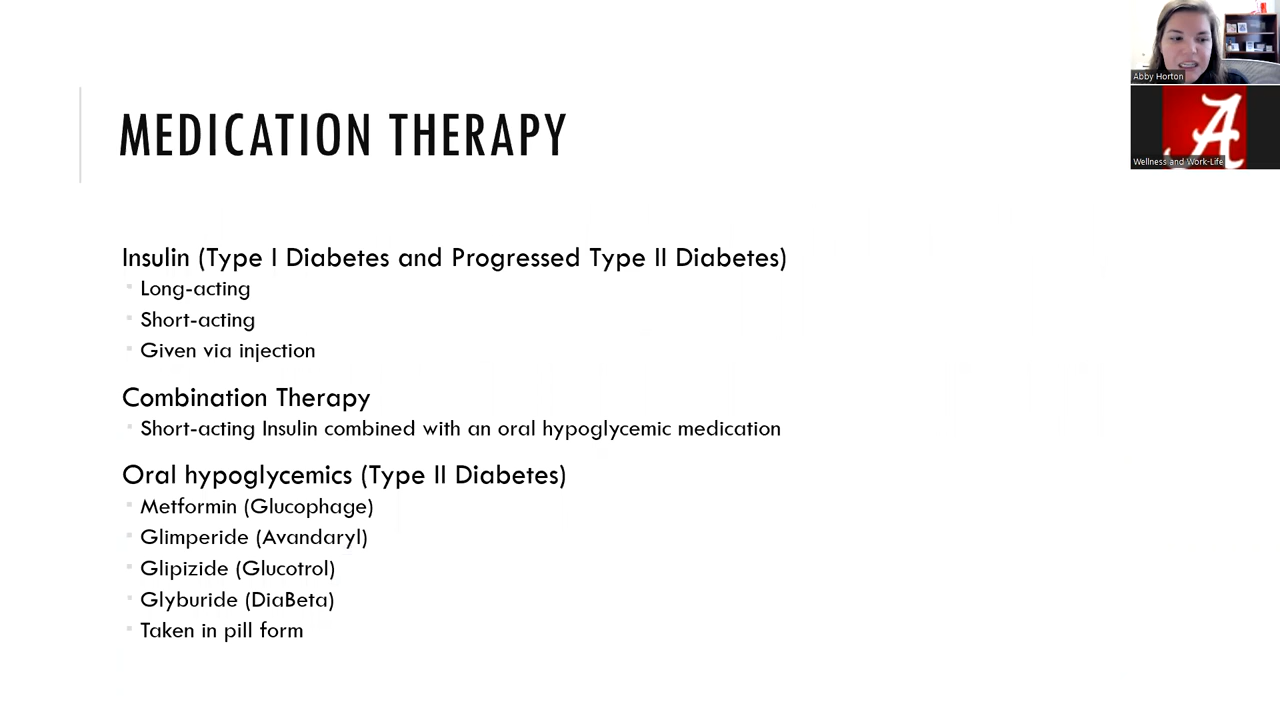 MEDICATION THERAPY
Insulin (Type I Diabetes and Progressed Type II Diabetes)
Long-acting
Short-acting
Given via injection
Combination Therapy
Short-acting Insulin combined with an oral hypoglycemic medication
Oral hypoglycemics (Type II Diabetes)
Metformin (Glucophage)
Glimperide (Avandaryl)
Glipizide (Glucotrol)
Glyburide (DiaBeta)
Taken in pill form
Abby Horton
A
Wellness and Work-Life